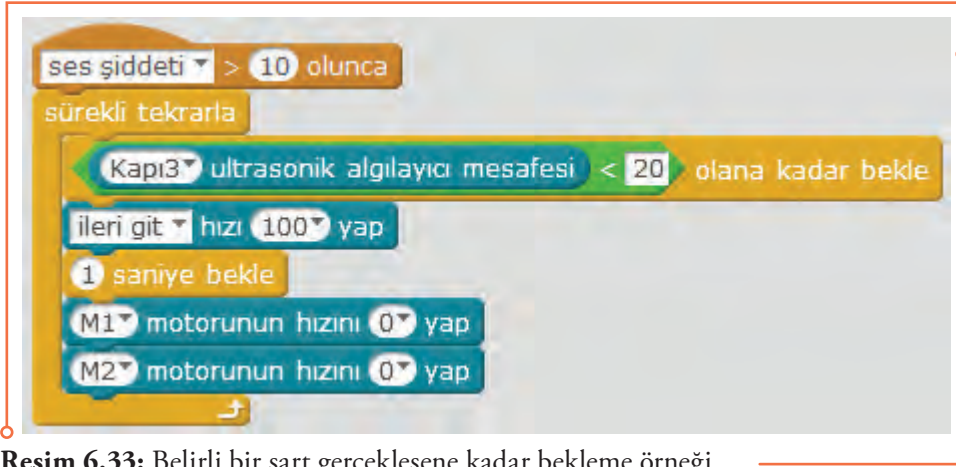 ses şiddeti > 10 olunca
sürekli tekrarla
Kapı3 ultrasonik algılayıcı mesafesi < 20 olana kadar bekle
ileri git hızı 100 yap
1 saniye bekle
M1 motorunun hızını 0 yap
M2 motorunun hızını 0 yap
Resim 6.33: Belirli bir şart gerçekleşene kadar bekleme örneği